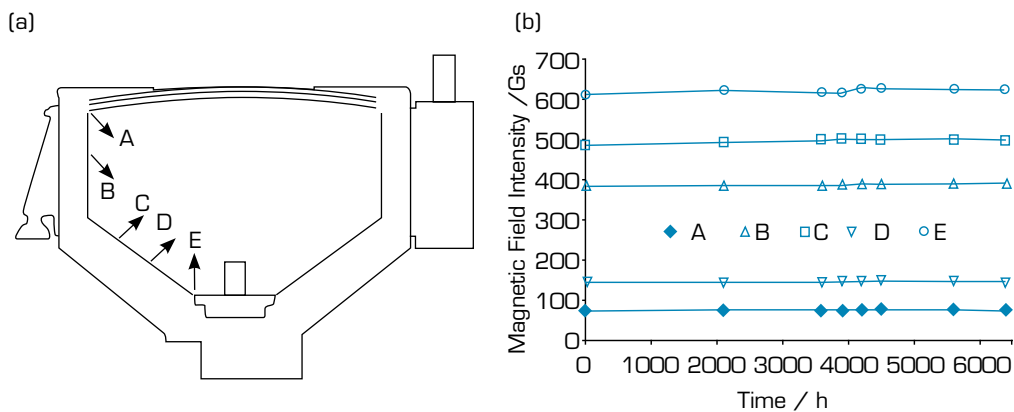 (a)
A
B
C
D
E
(b)
Magnetic Field Intensity /Gs
700
600
500
400
300
200
100
0
A B C D E
0 1000 2000 3000 4000 5000 6000
Time / h